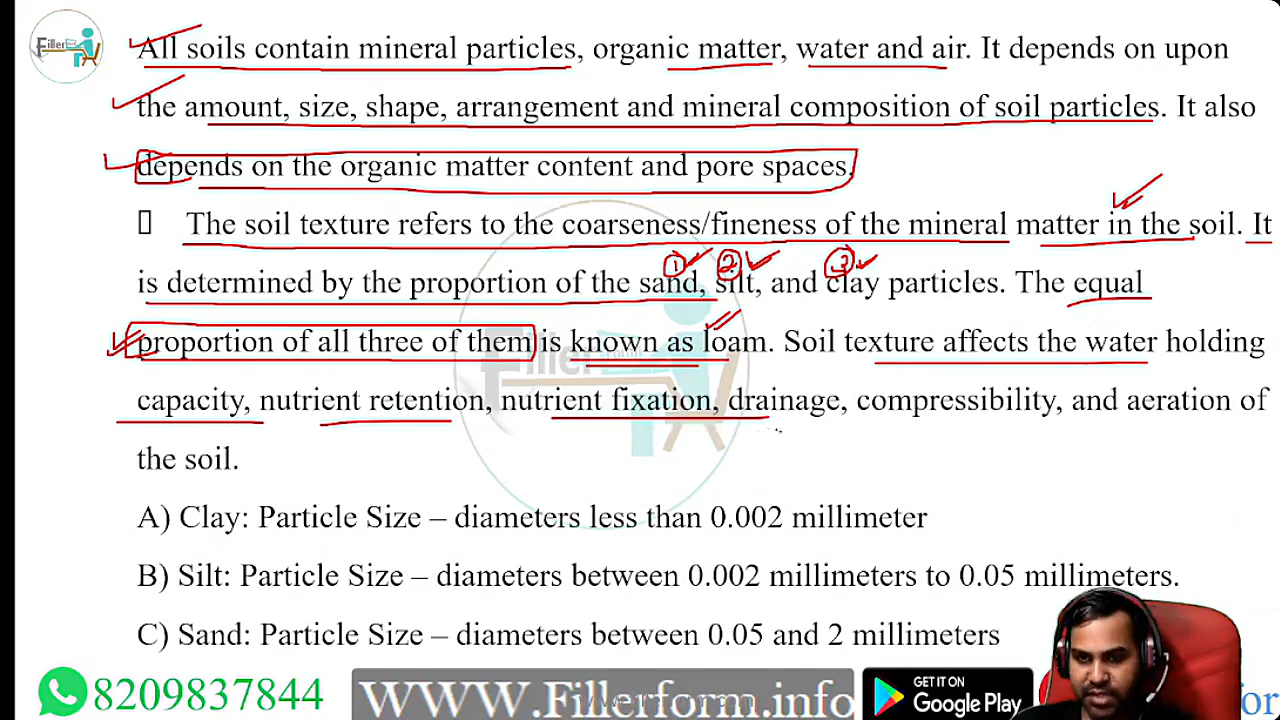 Filler
All soils contain mineral particles, organic matter, water and air. It depends on upon
the amount, size, shape, arrangement and mineral composition of soil particles. It also
depends on the organic matter content and pore spaces.
The soil texture refers to the coarseness/fineness of the mineral matter in the soil. It
① ② ③
is determined by the proportion of the sand, silt, and clay particles. The equal
proportion of all three of them is known as loam. Soil texture affects the water holding
capacity, nutrient retention, nutrient fixation, drainage, compressibility, and aeration of
the soil.
A) Clay: Particle Size – diameters less than 0.002 millimeter
B) Silt: Particle Size – diameters between 0.002 millimeters to 0.05 millimeters.
C) Sand: Particle Size – diameters between 0.05 and 2 millimeters
8209837844
WWW.Fillerform.info
GET IT ON
Google Play
for